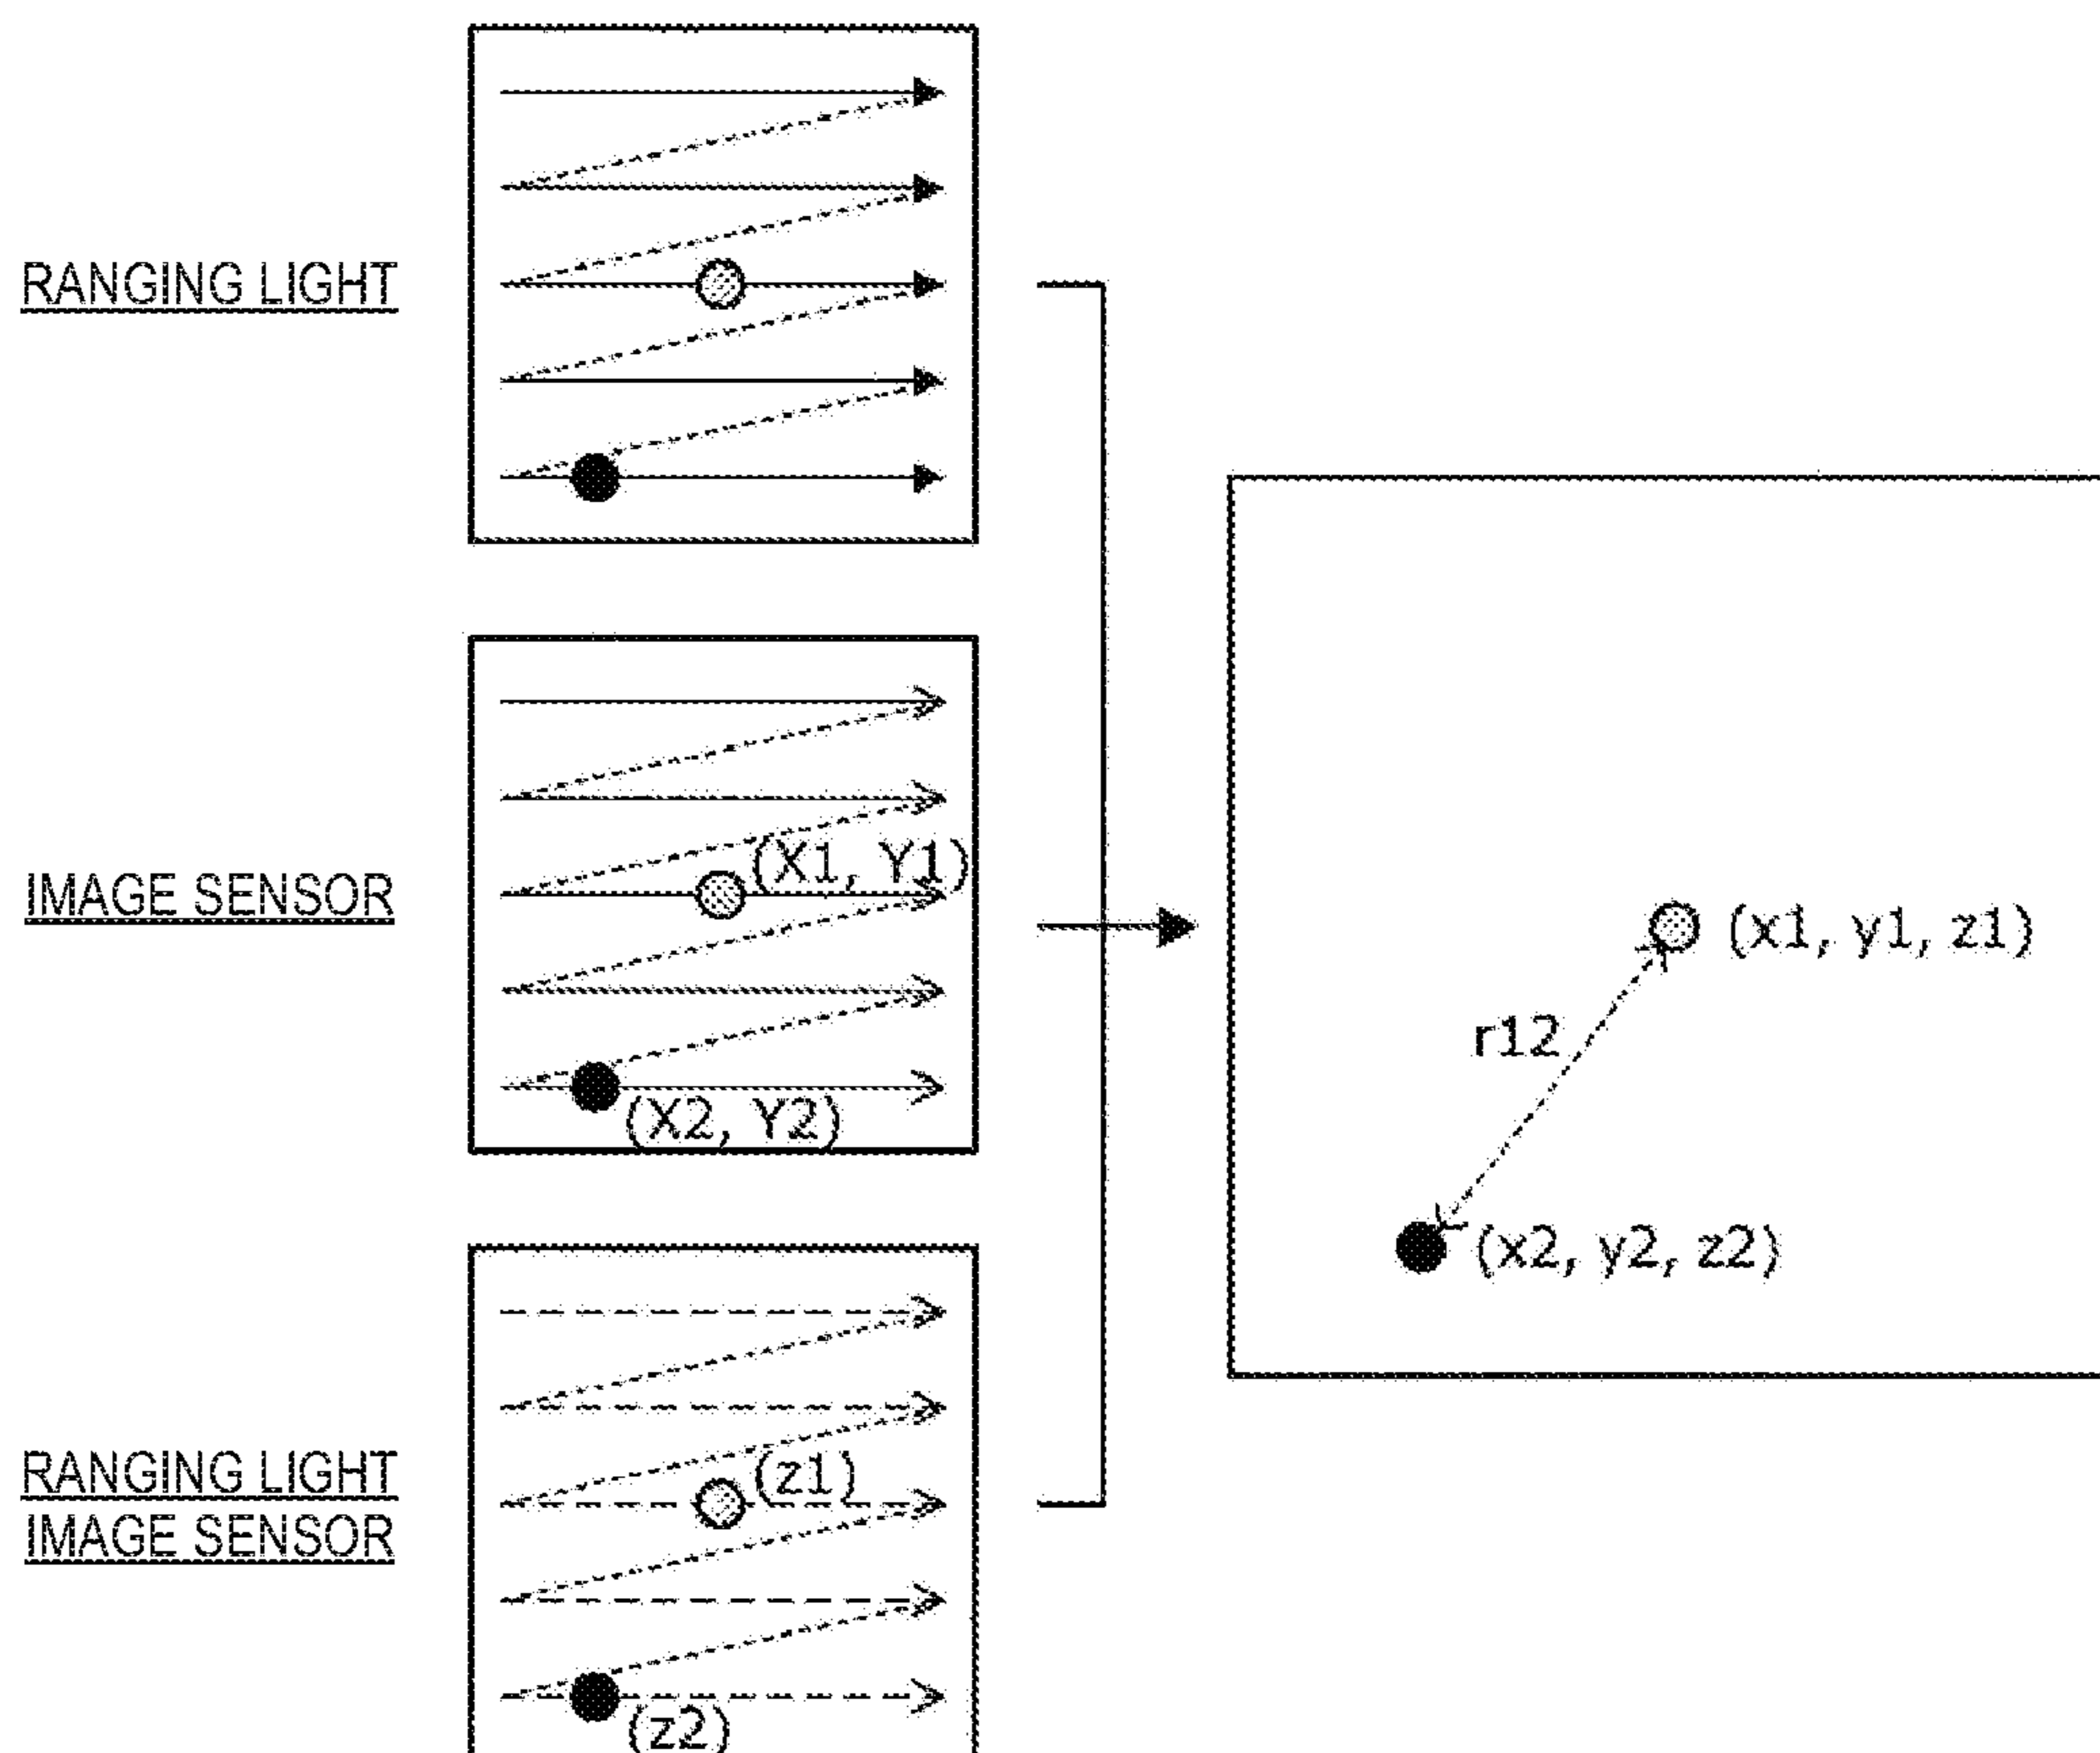 RANGING LIGHT
IMAGE SENSOR
(X1, Y1)
(X2, Y2)
RANGING LIGHT
IMAGE SENSOR
(z1)
(z2)
(x1, y1, z1)
r12
(x2, y2, z2)